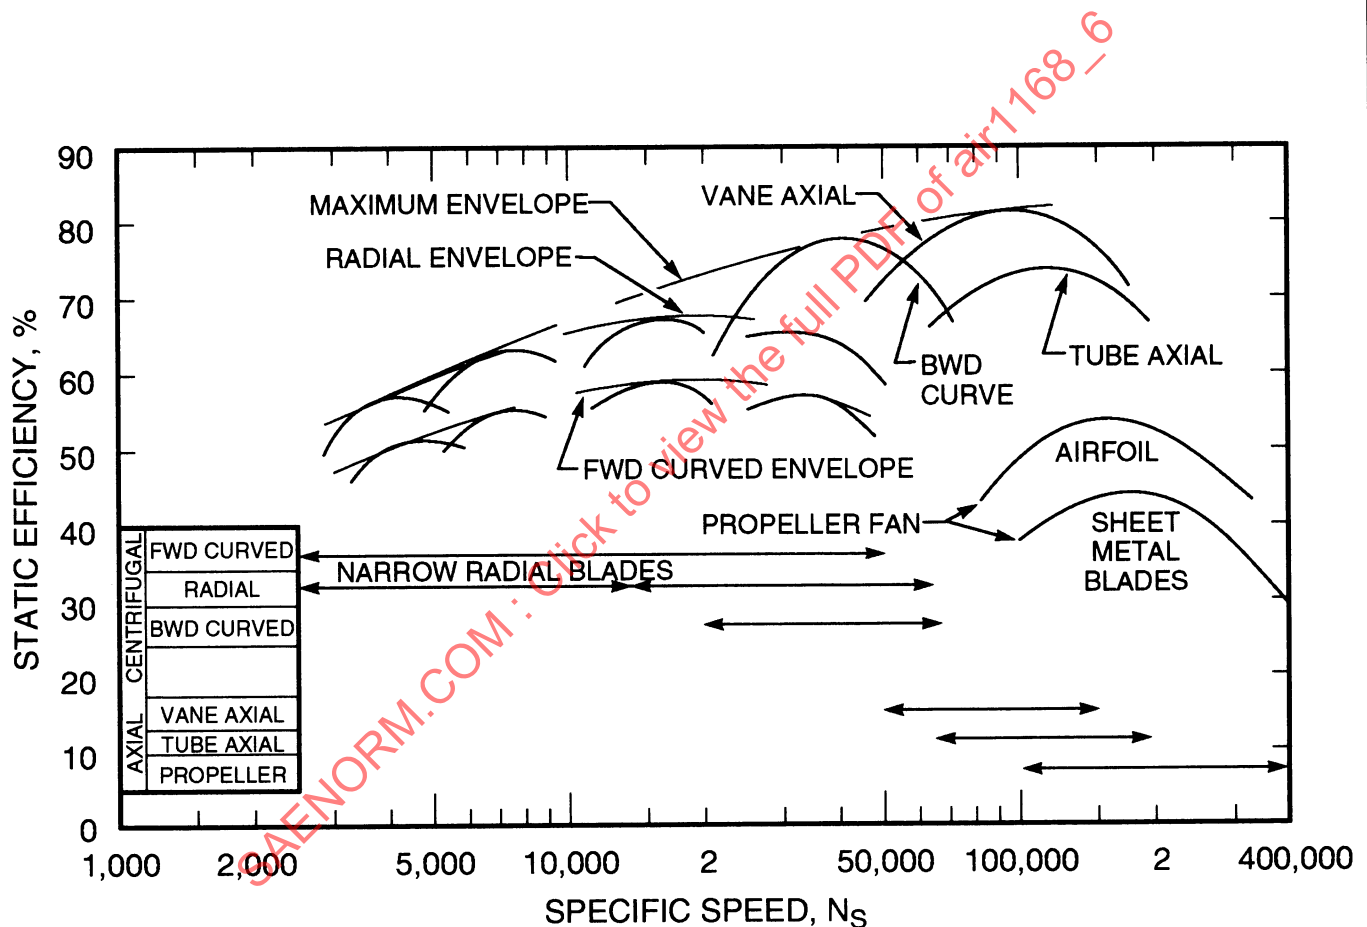 90
80
70
60
50
40
30
20
10
0
STATIC EFFICIENCY, %
MAXIMUM ENVELOPE
RADIAL ENVELOPE
VANE AXIAL
BWD
CURVE
TUBE AXIAL
FWD CURVED ENVELOPE
AIRFOIL
PROPELLER FAN
SHEET
METAL
BLADES
CENTRIFUGAL
FWD CURVED
NARROW RADIAL BLADES
RADIAL
BWD CURVED
AXIAL
VANE AXIAL
TUBE AXIAL
PROPELLER
1,000
2,000
5,000
10,000
2
50,000
100,000
2
400,000
SPECIFIC SPEED, NS
SAENORM.COM : Click to view the full PDF of air1168_6